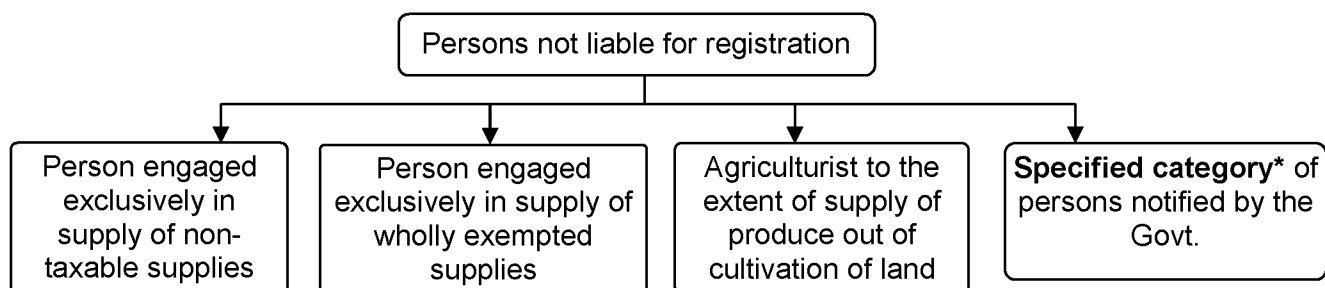 Persons not liable for registration
Person engaged
exclusively in
supply of non-
taxable supplies
Person engaged
exclusively in supply of
wholly exempted
supplies
Agriculturist to the
extent of supply of
produce out of
cultivation of land
Specified category* of
persons notified by the
Govt.